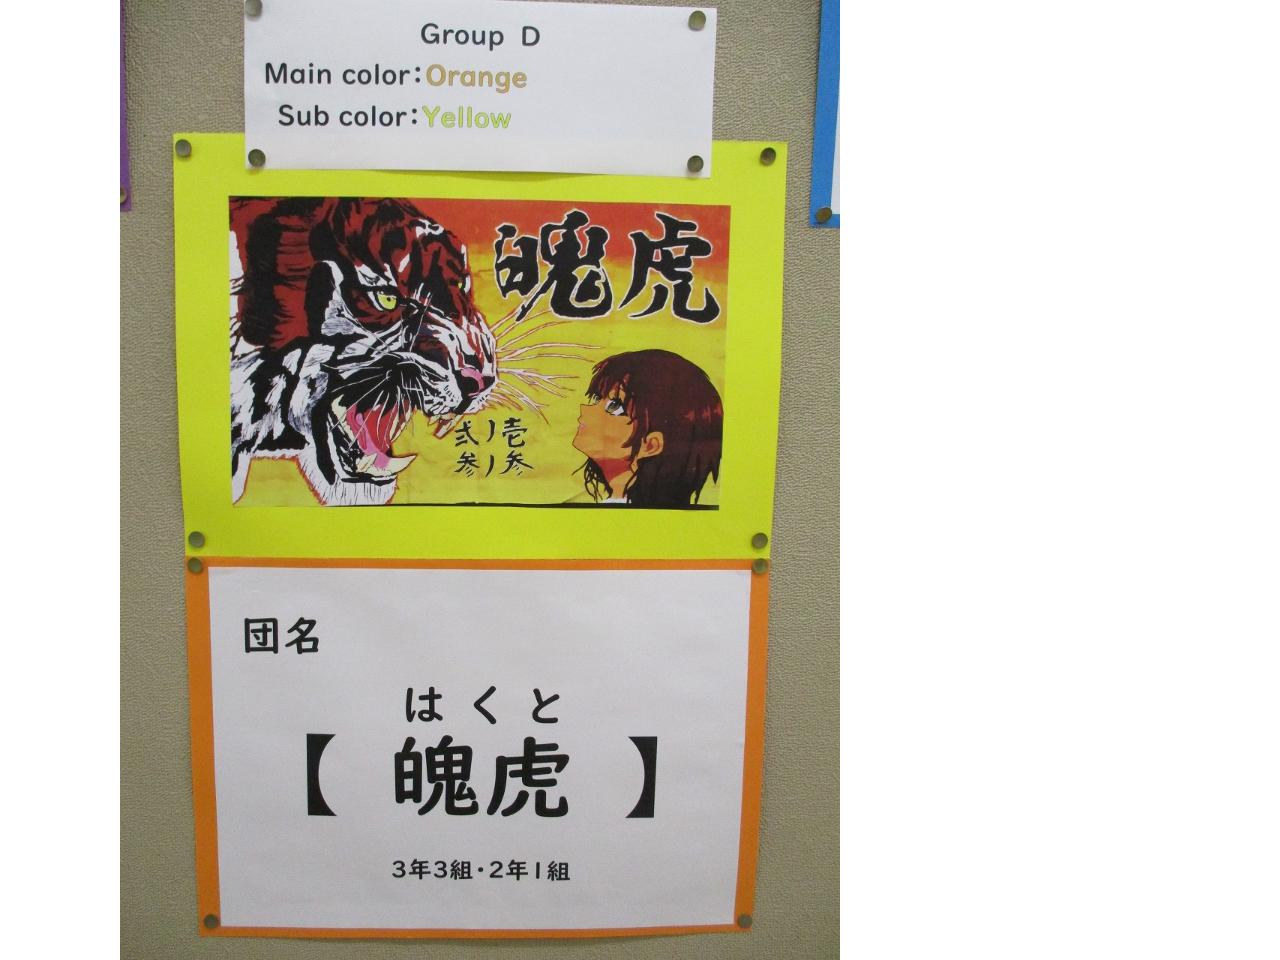 Group D
Main color：Orange
Sub color：Yellow
魄虎
弐ノ壱
参ノ参
団名
はくと
【 魄虎 】
3年3組・2年1組